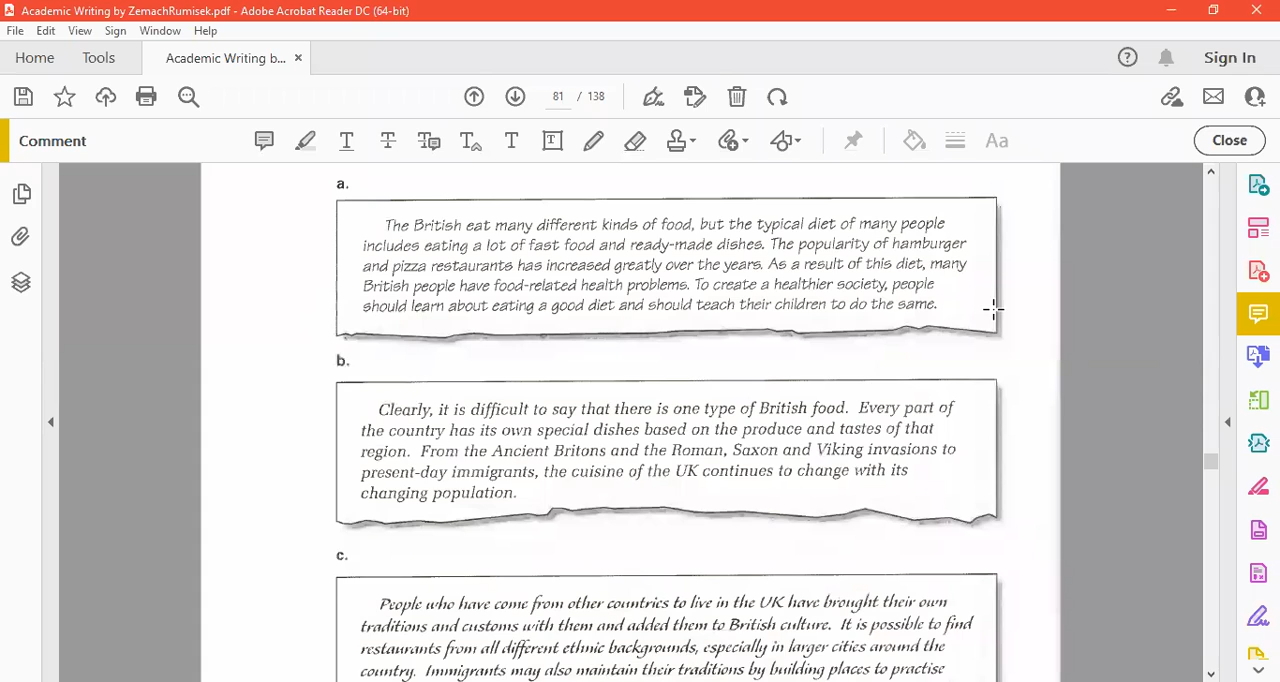 Academic Writing by ZemachRumisek.pdf - Adobe Acrobat Reader DC (64-bit)
File Edit View Sign Window Help
Home Tools Academic Writing b... × Sign In
81 / 138
Comment T T T T T Aa Close
a.
The British eat many different kinds of food, but the typical diet of many people
includes eating a lot of fast food and ready-made dishes. The popularity of hamburger
and pizza restaurants has increased greatly over the years. As a result of this diet, many
British people have food-related health problems. To create a healthier society, people
should learn about eating a good diet and should teach their children to do the same.
b.
Clearly, it is difficult to say that there is one type of British food. Every part of
the country has its own special dishes based on the produce and tastes of that
region. From the Ancient Britons and the Roman, Saxon and Viking invasions to
present-day immigrants, the cuisine of the UK continues to change with its
changing population.
c.
People who have come from other countries to live in the UK have brought their own
traditions and customs with them and added them to British culture. It is possible to find
restaurants from all different ethnic backgrounds, especially in larger cities around the
country. Immigrants may also maintain their traditions by building places to practise